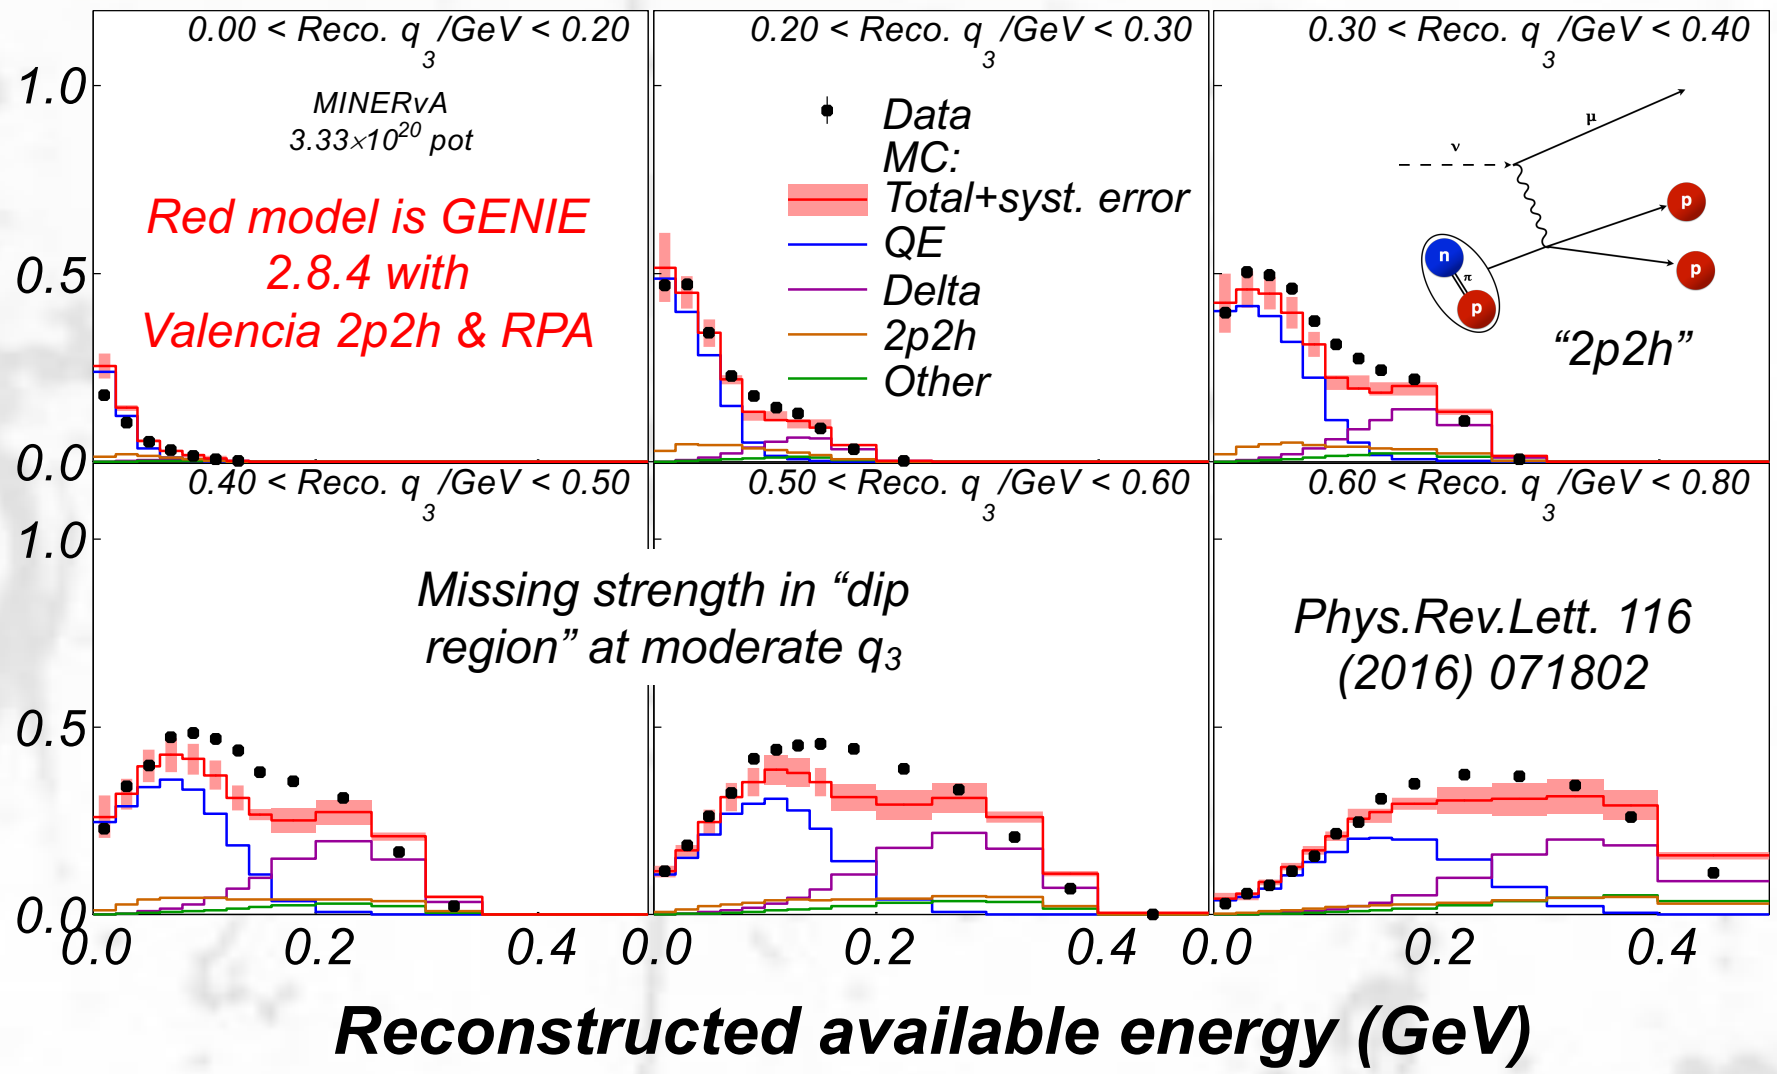 0.00 < Reco. q3/GeV < 0.20
0.20 < Reco. q3/GeV < 0.30
0.30 < Reco. q3/GeV < 0.40
1.0
0.5
0.0
MINERvA
3.33×10^20 pot
Red model is GENIE
2.8.4 with
Valencia 2p2h & RPA
Data
MC:
Total+syst. error
QE
Delta
2p2h
Other
ν
μ
n
π
p
p
p
“2p2h”
0.40 < Reco. q3/GeV < 0.50
0.50 < Reco. q3/GeV < 0.60
0.60 < Reco. q3/GeV < 0.80
1.0
0.5
0.0
Missing strength in “dip
region” at moderate q3
Phys.Rev.Lett. 116
(2016) 071802
0.0 0.2 0.4 0.0 0.2 0.4 0.0 0.2 0.4
Reconstructed available energy (GeV)